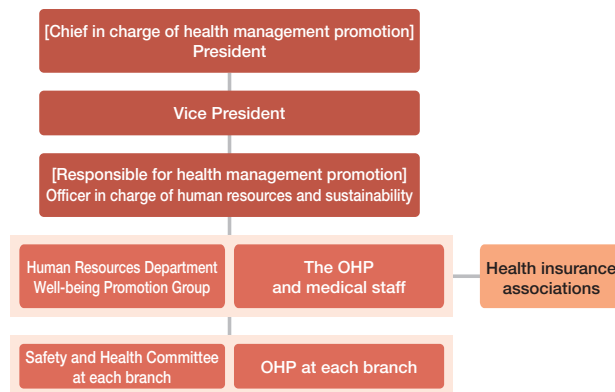 [Chief in charge of health management promotion]
President
Vice President
[Responsible for health management promotion]
Officer in charge of human resources and sustainability
Human Resources Department
Well-being Promotion Group
The OHP
and medical staff
Health insurance
associations
Safety and Health Committee
at each branch
OHP at each branch